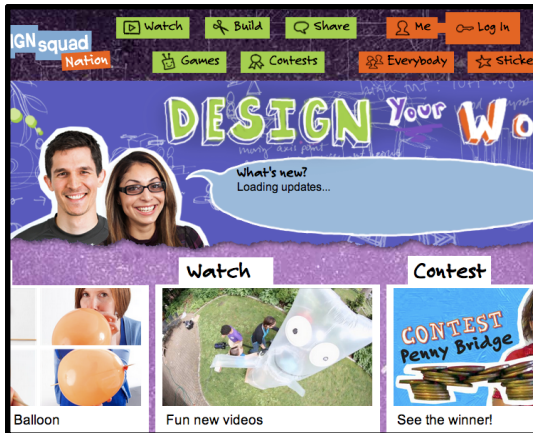 Watch Build Share Me Log In
IGN squad
Nation
Games Contests Everybody Sticke
DESIGN Your Wo
What's new?
Loading updates...
Watch Contest
CONTEST
Penny Bridge
Balloon Fun new videos See the winner!